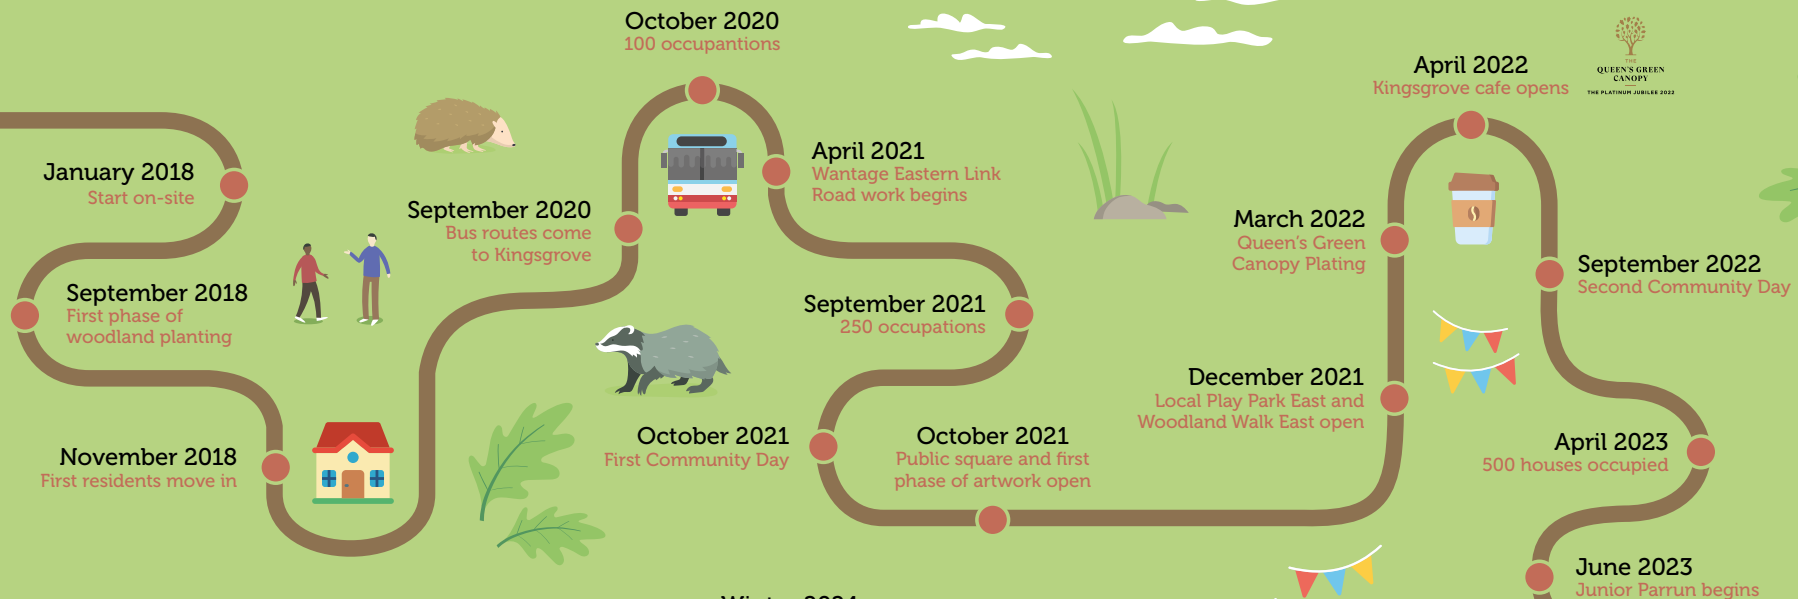 January 2018
Start on-site
September 2018
First phase of
woodland planting
November 2018
First residents move in
September 2020
Bus routes come
to Kingsgrove
October 2020
100 occupantions
April 2021
Wantage Eastern Link
Road work begins
September 2021
250 occupations
October 2021
First Community Day
October 2021
Public square and first
phase of artwork open
December 2021
Local Play Park East and
Woodland Walk East open
March 2022
Queen's Green
Canopy Plating
April 2022
Kingsgrove cafe opens
THE
QUEEN'S GREEN
CANOPY
THE PLATINUM JUBILEE 2022
September 2022
Second Community Day
April 2023
500 houses occupied
June 2023
Junior Parrun begins